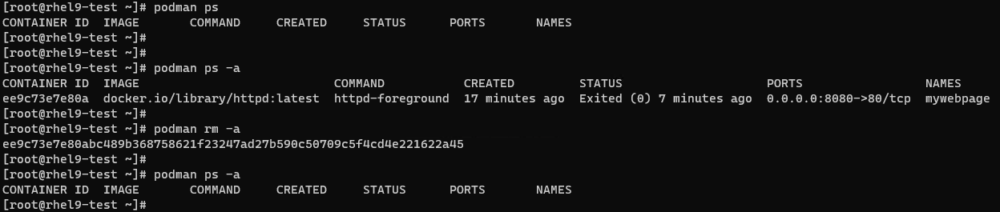 [root@rhel9-test ~]# podman ps
CONTAINER ID  IMAGE       COMMAND     CREATED     STATUS      PORTS       NAMES
[root@rhel9-test ~]#
[root@rhel9-test ~]#
[root@rhel9-test ~]# podman ps -a
CONTAINER ID  IMAGE                           COMMAND           CREATED         STATUS                    PORTS                 NAMES
ee9c73e7e80a  docker.io/library/httpd:latest  httpd-foreground  17 minutes ago  Exited (0) 7 minutes ago  0.0.0.0:8080->80/tcp  mywebpage
[root@rhel9-test ~]#
[root@rhel9-test ~]# podman rm -a
ee9c73e7e80abc489b368758621f23247ad27b590c50709c5f4cd4e221622a45
[root@rhel9-test ~]#
[root@rhel9-test ~]# podman ps -a
CONTAINER ID  IMAGE       COMMAND     CREATED     STATUS      PORTS       NAMES
[root@rhel9-test ~]#